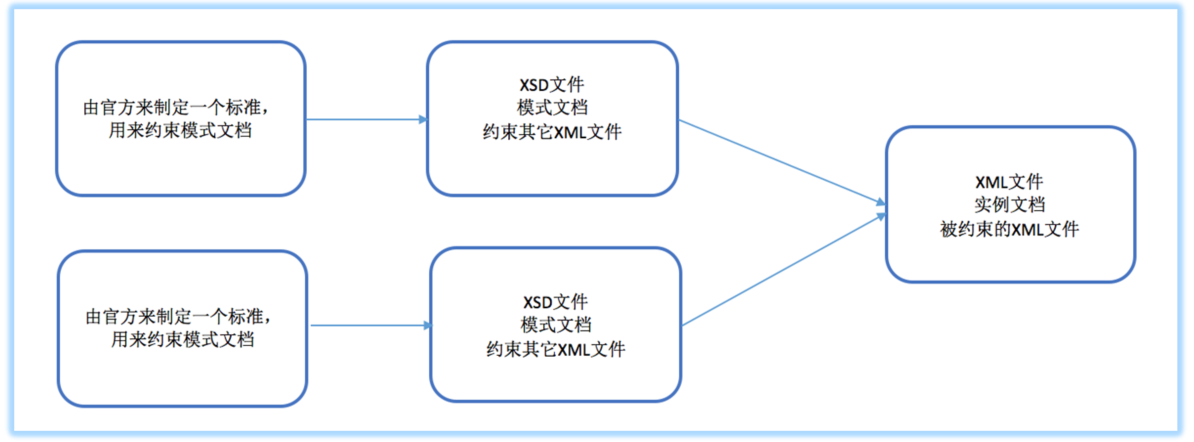 由官方来制定一个标准，
用来约束模式文档
XSD文件
模式文档
约束其它XML文件
XML文件
实例文档
被约束的XML文件
由官方来制定一个标准，
用来约束模式文档
XSD文件
模式文档
约束其它XML文件